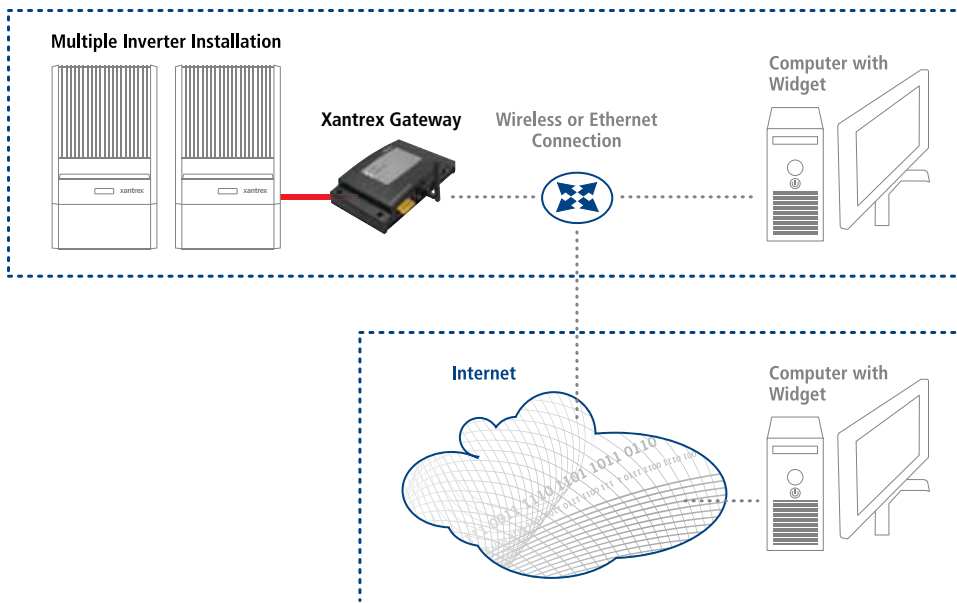 Multiple Inverter Installation
Xantrex Gateway
Wireless or Ethernet
Connection
Computer with
Widget
xantrex
xantrex
Internet
Computer with
Widget